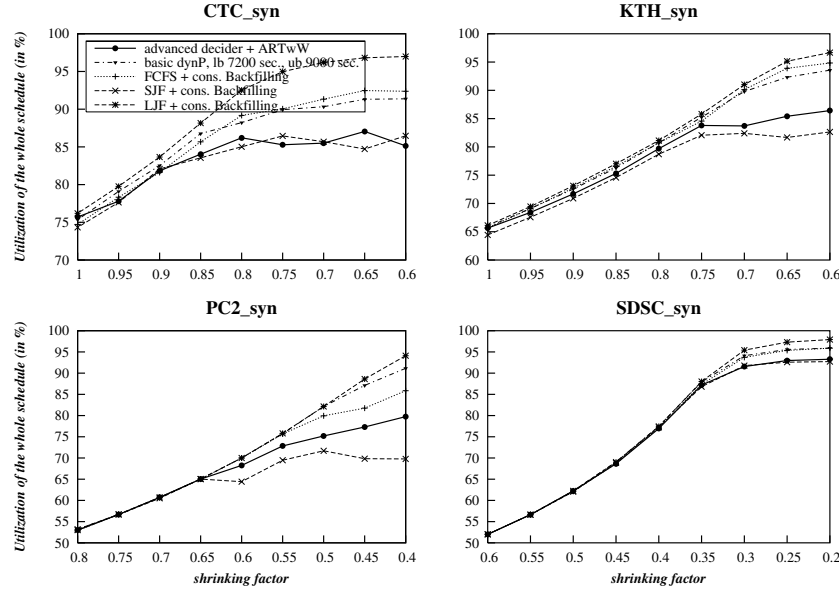 CTC_syn
KTH_syn
Utilization of the whole schedule (in %)
100
95
90
85
80
75
70
advanced decider + ARTwW
basic dynP, lb 7200 sec., ub 9000 sec.
FCFS + cons. Backfilling
SJF + cons. Backfilling
LJF + cons. Backfilling
1 0.95 0.9 0.85 0.8 0.75 0.7 0.65 0.6
100
95
90
85
80
75
70
65
60
1 0.95 0.9 0.85 0.8 0.75 0.7 0.65 0.6
PC2_syn
SDSC_syn
Utilization of the whole schedule (in %)
100
95
90
85
80
75
70
65
60
55
50
0.8 0.75 0.7 0.65 0.6 0.55 0.5 0.45 0.4
shrinking factor
100
95
90
85
80
75
70
65
60
55
50
0.6 0.55 0.5 0.45 0.4 0.35 0.3 0.25 0.2
shrinking factor